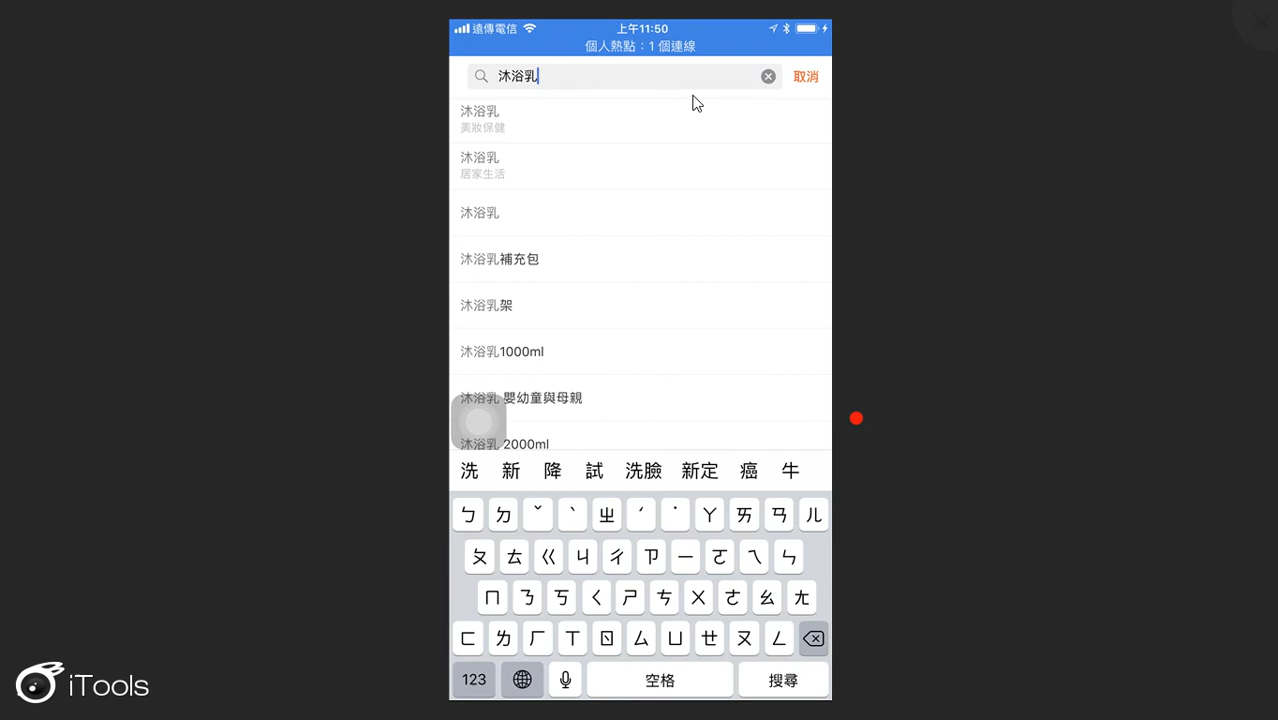 遠傳電信
上午11:50
個人熱點：1 個連線
沐浴乳
取消
沐浴乳
美妝保健
沐浴乳
居家生活
沐浴乳
沐浴乳補充包
沐浴乳架
沐浴乳1000ml
沐浴乳 嬰幼童與母親
沐浴乳 2000ml
洗 新 降 試 洗臉 新定 癌 牛
ㄅ ㄉ ˇ ˋ ㄓ ˊ ˙ ㄚ ㄞ ㄢ ㄦ
ㄆ ㄊ ㄍ ㄐ ㄔ ㄗ ㄧ ㄛ ㄟ ㄣ
ㄇ ㄋ ㄎ ㄑ ㄕ ㄘ ㄨ ㄜ ㄠ ㄤ
ㄈ ㄌ ㄏ ㄒ ㄖ ㄙ ㄩ ㄝ ㄡ ㄥ
123 空格 搜尋
iTools